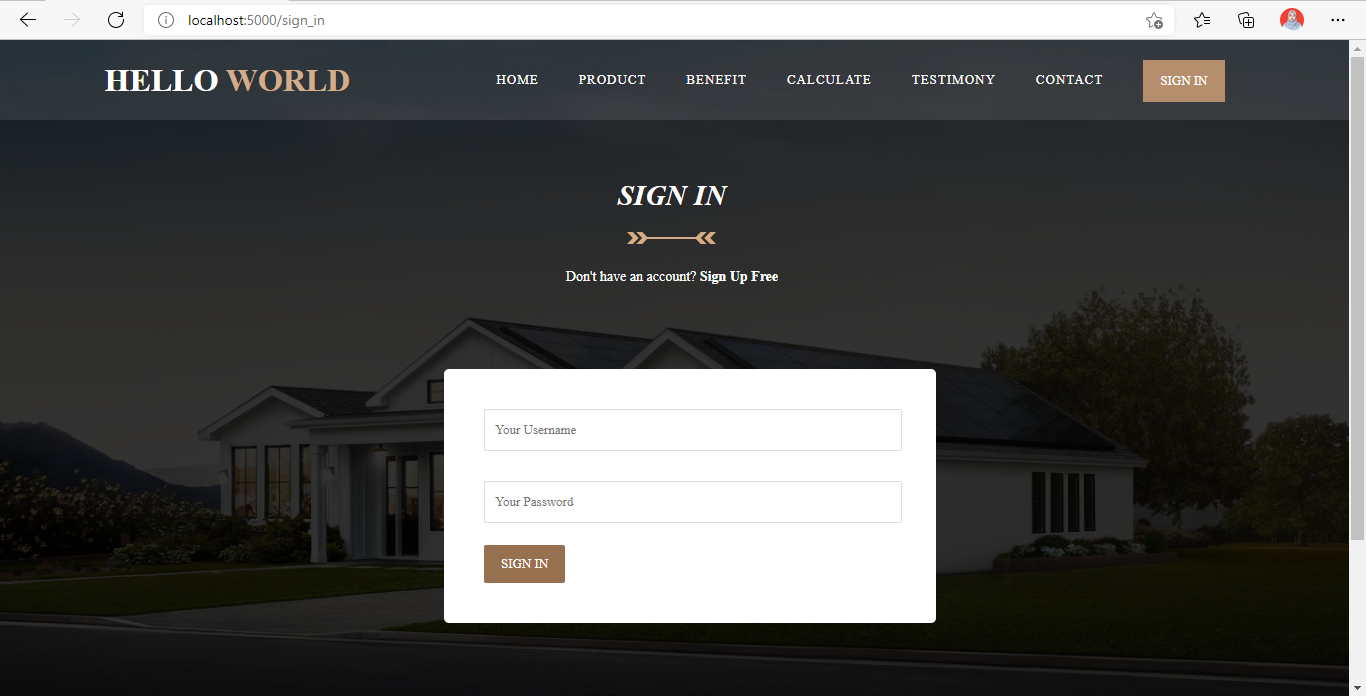 localhost:5000/sign_in
HELLO WORLD
HOME PRODUCT BENEFIT CALCULATE TESTIMONY CONTACT SIGN IN
SIGN IN
Don't have an account? Sign Up Free
Your Username
Your Password
SIGN IN